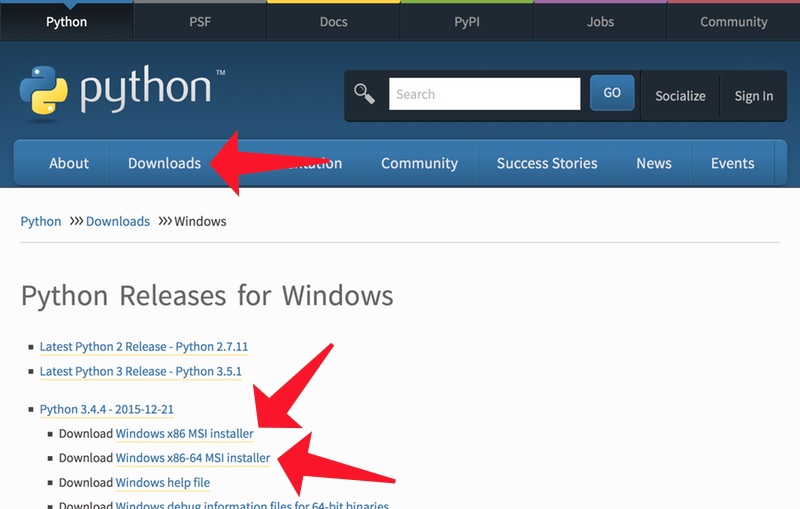 Python PSF Docs PyPI Jobs Community
python™ Search GO Socialize Sign In
About Downloads Community Success Stories News Events
Python >>> Downloads >>> Windows
Python Releases for Windows
Latest Python 2 Release - Python 2.7.11
Latest Python 3 Release - Python 3.5.1
Python 3.4.4 - 2015-12-21
Download Windows x86 MSI installer
Download Windows x86-64 MSI installer
Download Windows help file
Download Windows debug information files for 64-bit binaries